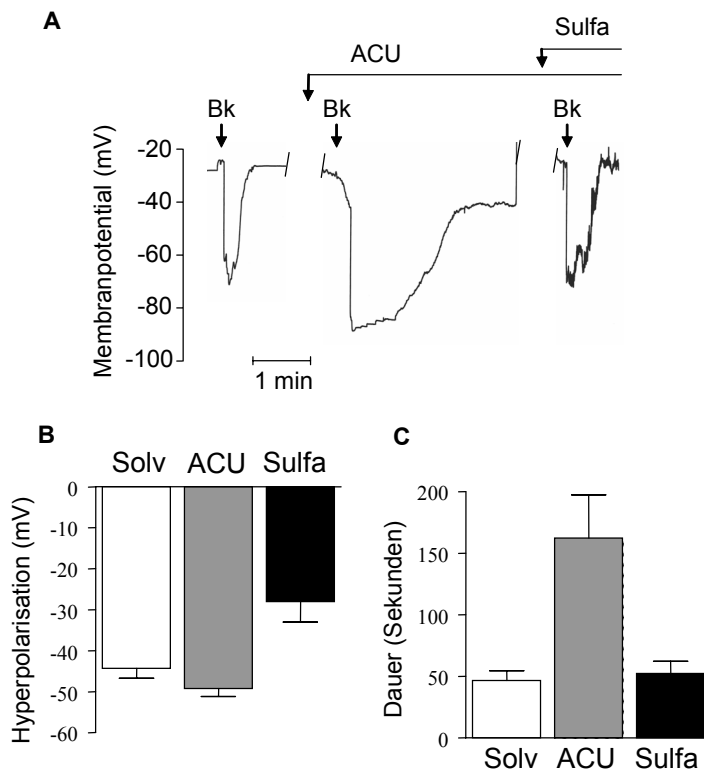 A
Sulfa
ACU
Bk
Bk
Bk
Membranpotential (mV)
-20
-40
-60
-80
-100
1 min
B
Solv ACU Sulfa
Hyperpolarisation (mV)
0
-10
-20
-30
-40
-50
-60
C
Dauer (Sekunden)
200
150
100
50
0
Solv ACU Sulfa